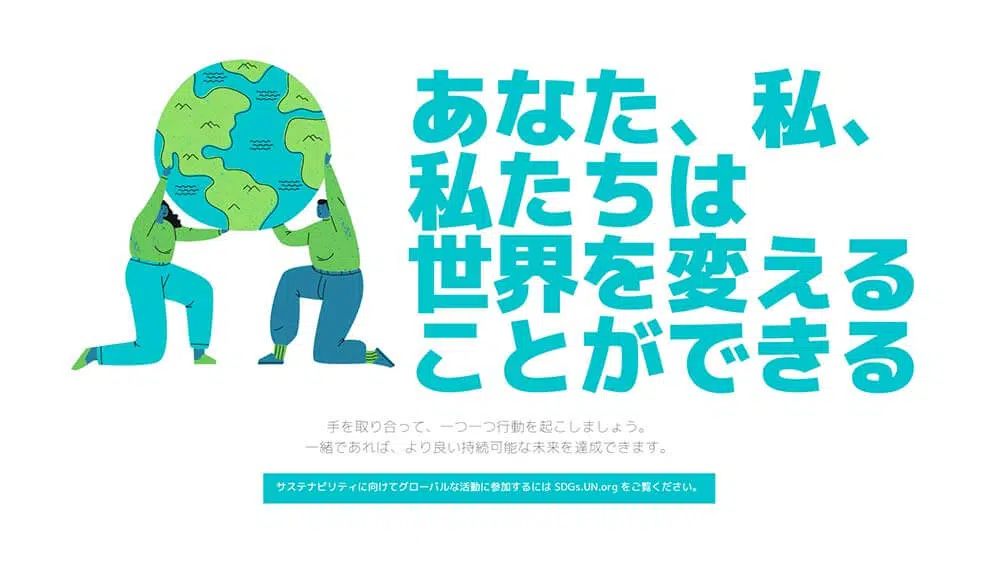 あなた、私、
私たちは
世界を変える
ことができる
手を取り合って、一つ一つ行動を起こしましょう。
一緒であれば、より良い持続可能な未来を達成できます。
サステナビリティに向けてグローバルな活動に参加するには SDGs.UN.org をご覧ください。